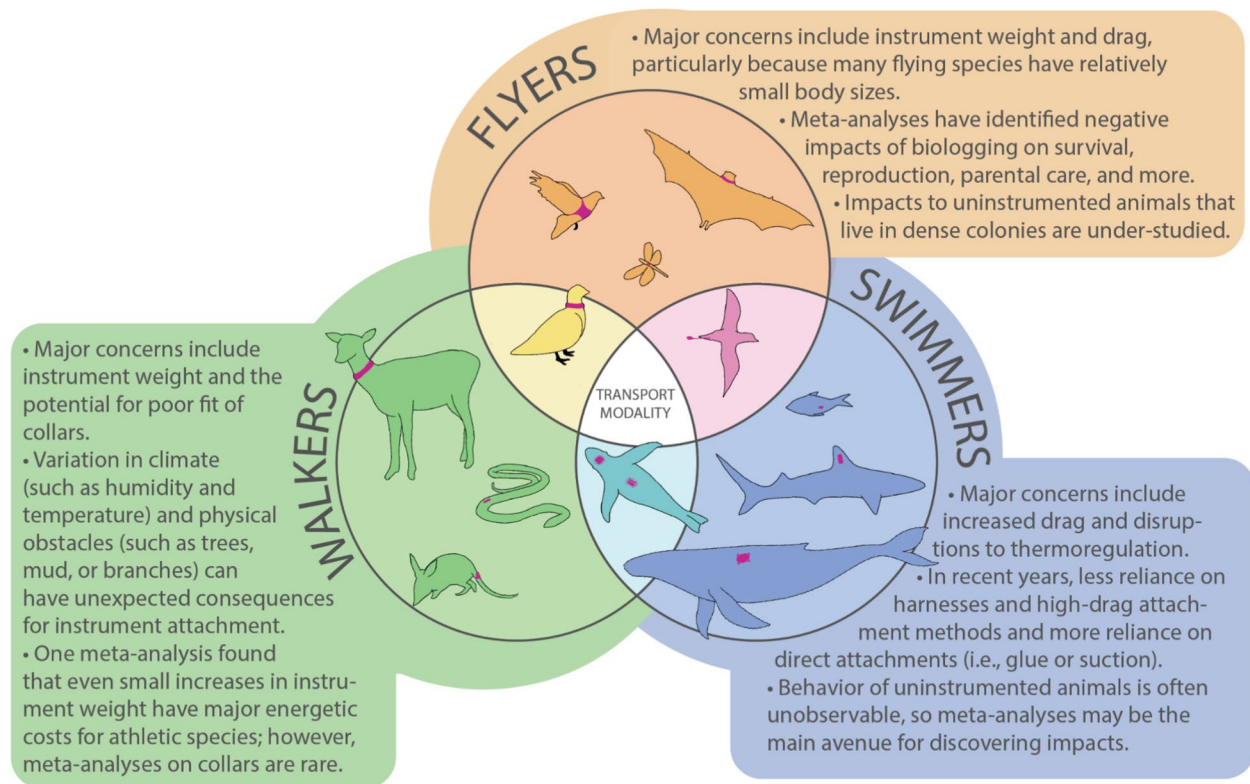 FLYERS
• Major concerns include instrument weight and drag,
particularly because many flying species have relatively
small body sizes.
• Meta-analyses have identified negative
impacts of biologging on survival,
reproduction, parental care, and more.
• Impacts to uninstrumented animals that
live in dense colonies are under-studied.
SWIMMERS
• Major concerns include
increased drag and disrup-
tions to thermoregulation.
• In recent years, less reliance on
harnesses and high-drag attach-
ment methods and more reliance on
direct attachments (i.e., glue or suction).
• Behavior of uninstrumented animals is often
unobservable, so meta-analyses may be the
main avenue for discovering impacts.
WALKERS
• Major concerns include
instrument weight and the
potential for poor fit of
collars.
• Variation in climate
(such as humidity and
temperature) and physical
obstacles (such as trees,
mud, or branches) can
have unexpected consequences
for instrument attachment.
• One meta-analysis found
that even small increases in instru-
ment weight have major energetic
costs for athletic species; however,
meta-analyses on collars are rare.
TRANSPORT
MODALITY